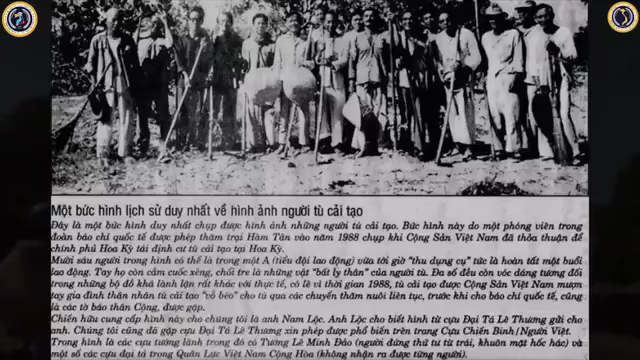 Một bức hình lịch sử duy nhất về hình ảnh người tù cải tạo
Đây là một bức hình duy nhất chụp được hình ảnh những người tù cải tạo. Bức hình này do một phóng viên trong
đoàn báo chí quốc tế được phép thăm trại Hàm Tân vào năm 1988 chụp khi Cộng Sản Việt Nam đã thỏa thuận để
chính phủ Hoa Kỳ tái định cư tù cải tạo tại Hoa Kỳ.
Mười sáu người trong hình có thể là trong một A (tiểu đội lao động) vừa tới giờ "thu dụng cụ" tức là hoàn tất một buổi
lao động. Tay họ còn cầm cuốc xẻng, chổi tre là những vật "bất ly thân" của người tù. Đa số đều còn vóc dáng tương đối
trong những bộ đồ khá lành lặn rất khác với thực tế, có lẽ vì thời gian 1988, tù cải tạo được Cộng Sản Việt Nam mượn
tay gia đình thân nhân tù cải tạo "vỗ béo" cho tù qua các chuyến thăm nuôi liên tục, trước khi cho báo chí quốc tế, cũng
là các tờ báo thân Cộng, được gặp.
Chiến hữu cung cấp hình này cho chúng tôi là anh Nam Lộc. Anh Lộc cho biết hình từ cựu Đại Tá Lê Thương gửi cho
anh. Chúng tôi cũng đã gặp cựu Đại Tá Lê Thương xin phép được phổ biến trên trang Cựu Chiến Binh/Người Việt.
Trong hình là các cựu tướng lãnh trong đó có Tướng Lê Minh Đảo (người đứng thứ tư từ trái, khuôn mặt hốc hác) và
một số các cựu đại tá trong Quân Lực Việt Nam Cộng Hòa (không nhận ra được từng người).